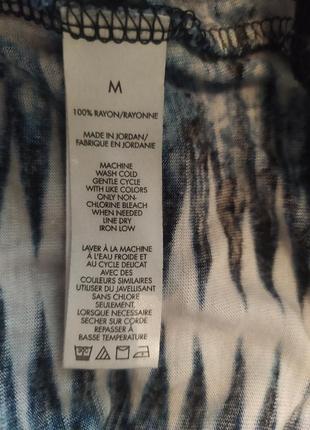 M
100% RAYON/RAYONNE
MADE IN JORDAN/
FABRIQUE EN JORDANIE
MACHINE
WASH COLD
GENTLE CYCLE
WITH LIKE COLORS
ONLY NON-
CHLORINE BLEACH
WHEN NEEDED
LINE DRY
IRON LOW
LAVER À LA MACHINE
À L'EAU FROIDE ET
AU CYCLE DELICAT
AVEC DES
COULEURS SIMILAIRES
UTILISER DU JAVELLISANT
SANS CHLORE
SEULEMENT,
LORSQUE NECESSAIRE
SÉCHER SUR CORDE
REPASSER À
BASSE TEMPÉRATURE